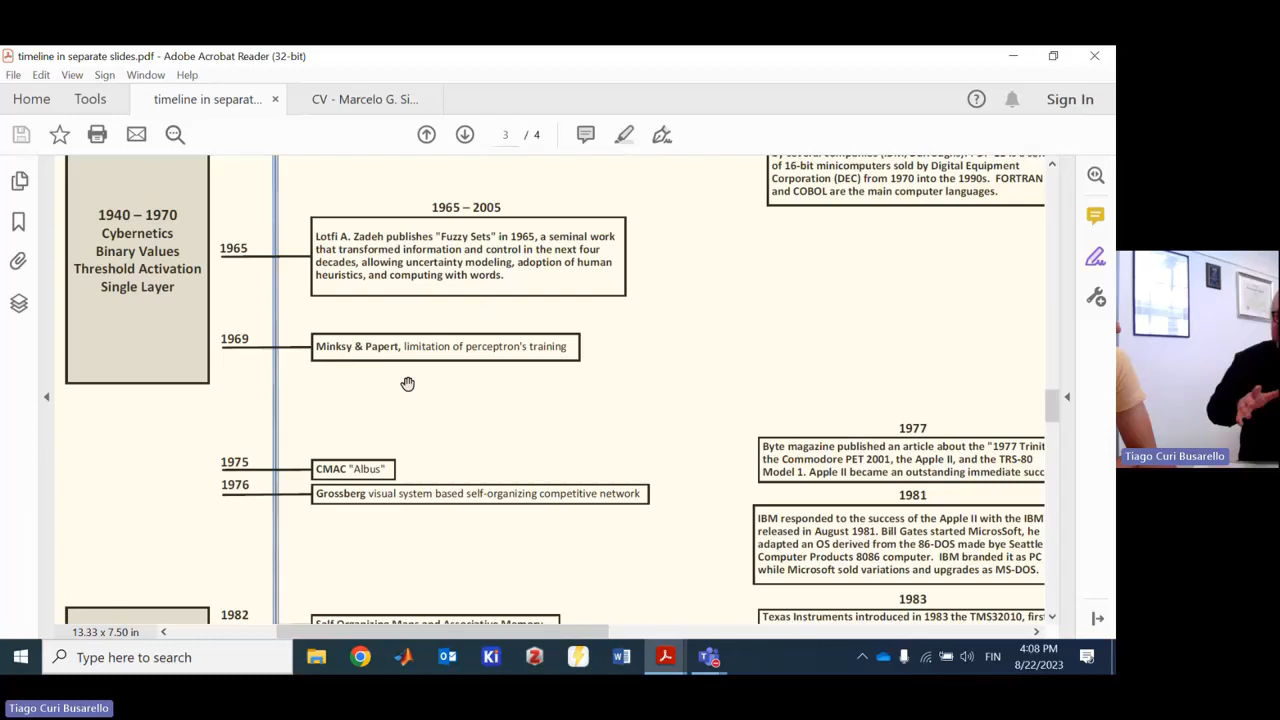 timeline in separate slides.pdf - Adobe Acrobat Reader (32-bit)
File Edit View Sign Window Help
Home Tools timeline in separat... × CV - Marcelo G. Si... Sign In
3 / 4
of 16-bit minicomputers sold by Digital Equipment
Corporation (DEC) from 1970 into the 1990s. FORTRAN
and COBOL are the main computer languages.
1940 – 1970
Cybernetics
Binary Values
Threshold Activation
Single Layer
1965
1965 – 2005
Lotfi A. Zadeh publishes "Fuzzy Sets" in 1965, a seminal work
that transformed information and control in the next four
decades, allowing uncertainty modeling, adoption of human
heuristics, and computing with words.
1969
Minksy & Papert, limitation of perceptron's training
1975
CMAC "Albus"
1976
Grossberg visual system based self-organizing competitive network
1977
Byte magazine published an article about the "1977 Trinit
the Commodore PET 2001, the Apple II, and the TRS-80
Model 1. Apple II became an outstanding immediate succ
1981
IBM responded to the success of the Apple II with the IBM
released in August 1981. Bill Gates started MicrosSoft, he
adapted an OS derived from the 86-DOS made bye Seattle
Computer Products 8086 computer. IBM branded it as PC
while Microsoft sold variations and upgrades as MS-DOS.
1982
Self Organizing Maps and Associative Memory
1983
Texas Instruments introduced in 1983 the TMS32010, first
13.33 x 7.50 in
Type here to search
Ki
FIN
4:08 PM
8/22/2023
Tiago Curi Busarello
Tiago Curi Busarello